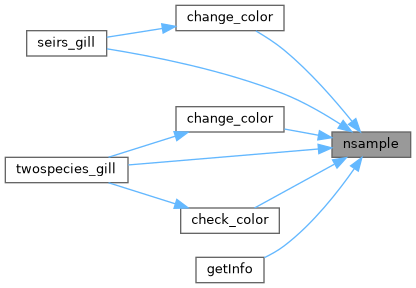 change_color
seirs_gill
change_color
nsample
twospecies_gill
check_color
getInfo